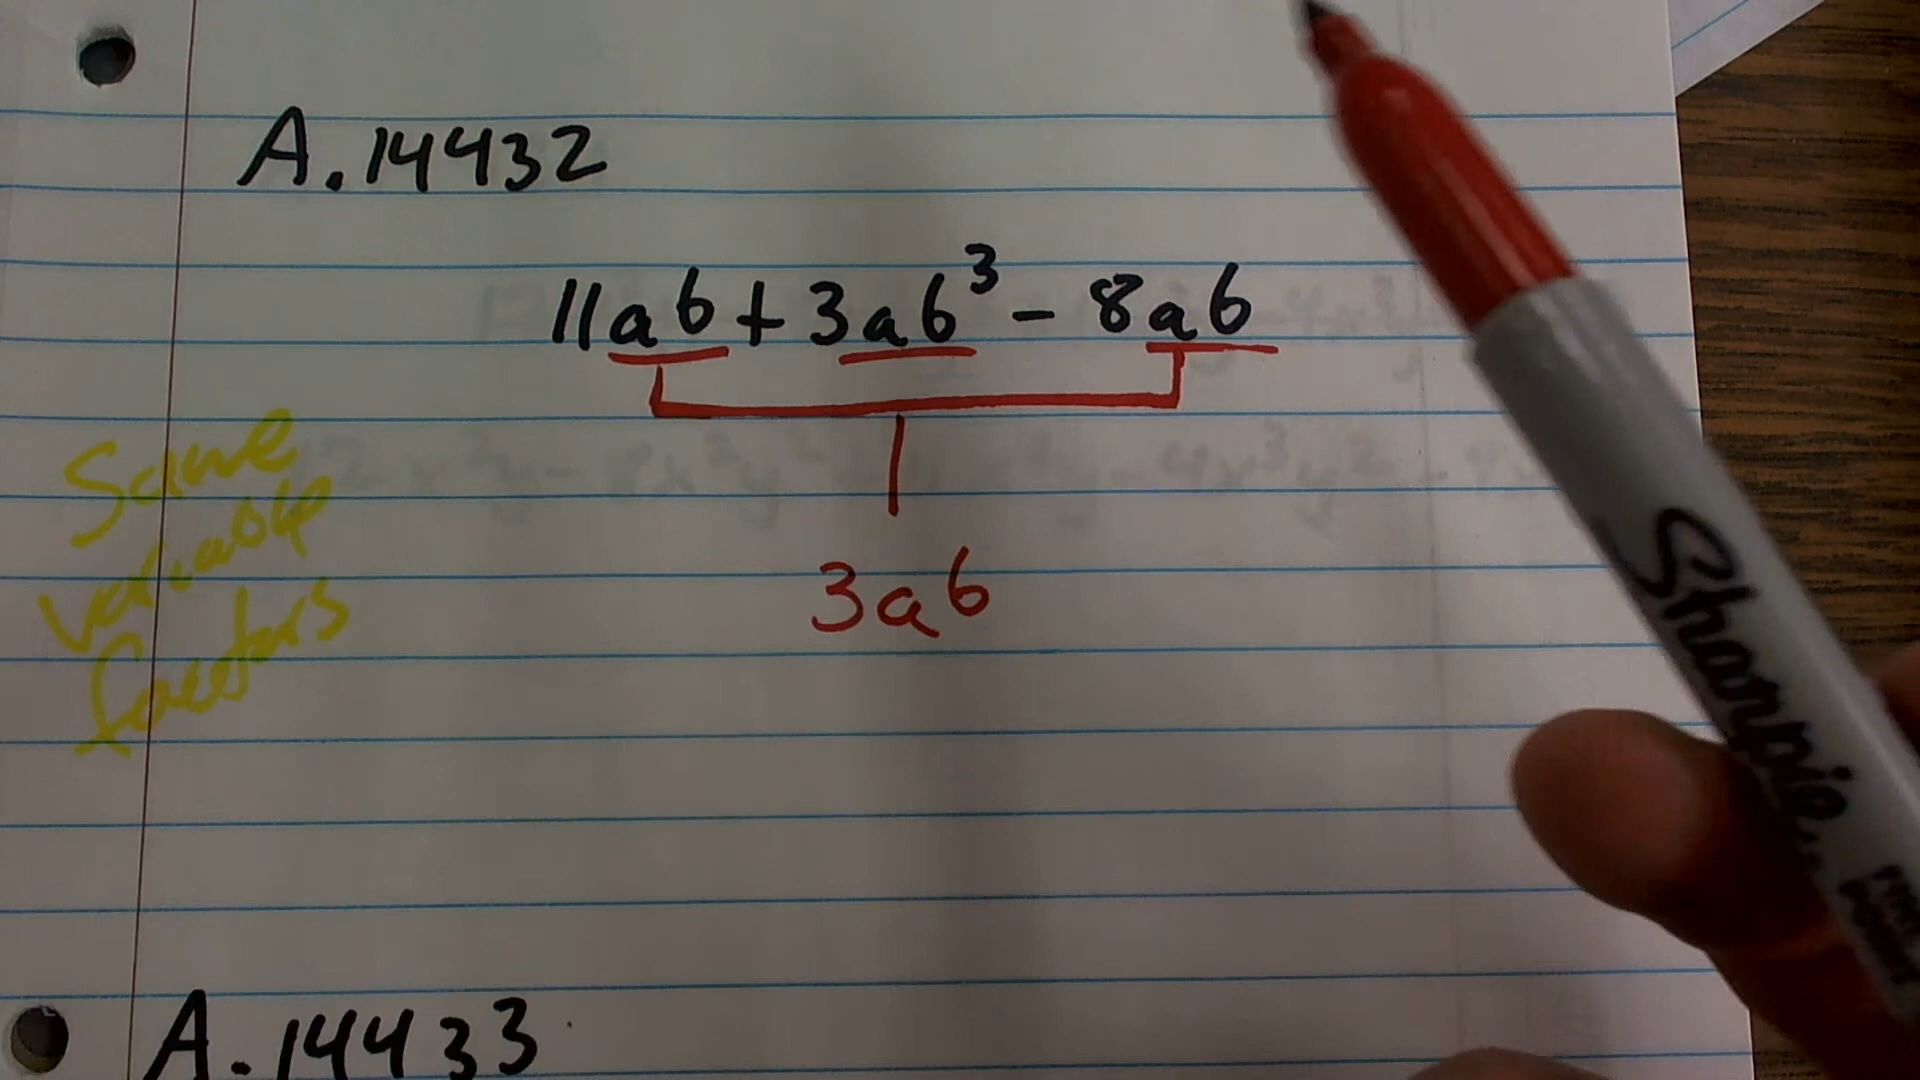 A.14432
11ab+3ab³-8ab
Same
variable
factors
3ab
Sharpie
A.14433